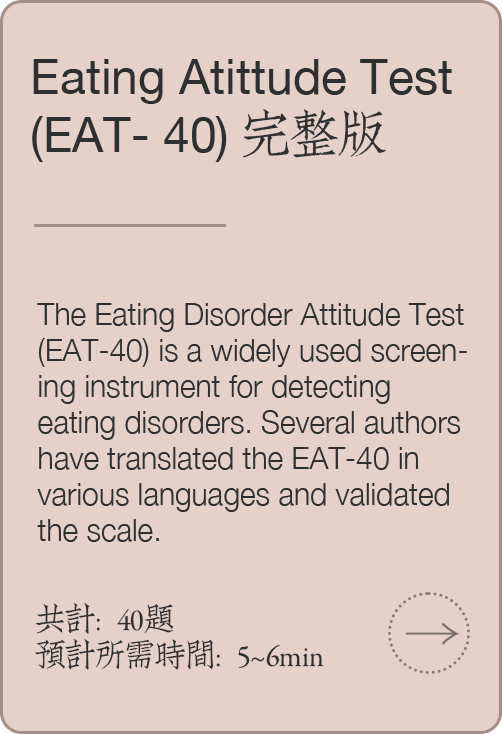 Eating Atittude Test
(EAT- 40) 完整版
The Eating Disorder Attitude Test
(EAT-40) is a widely used screen-
ing instrument for detecting
eating disorders. Several authors
have translated the EAT-40 in
various languages and validated
the scale.
共計: 40題
預計所需時間: 5~6min